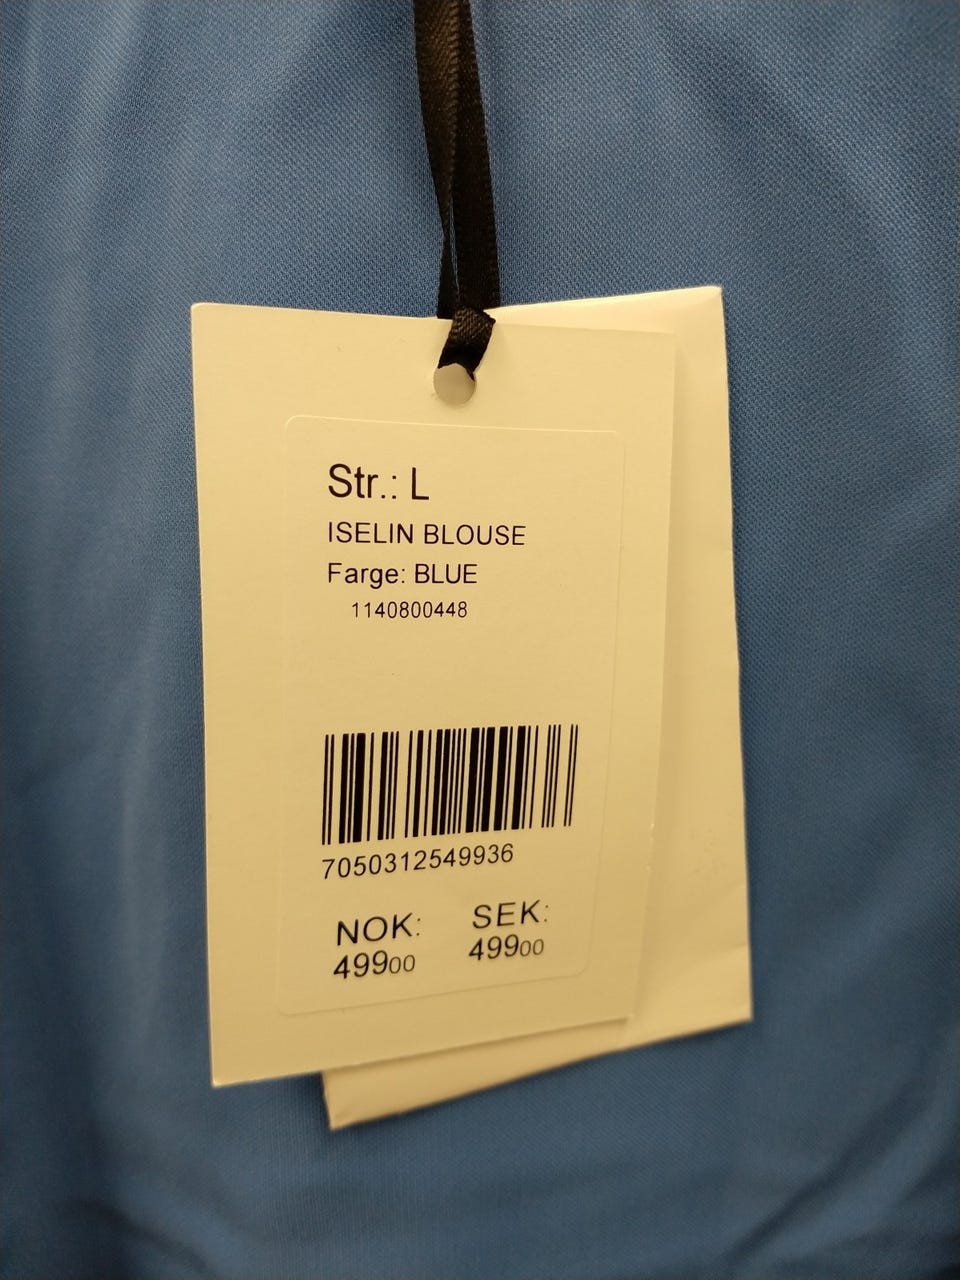 Str.: L
ISELIN BLOUSE
Farge: BLUE
1140800448
7050312549936
NOK: SEK:
49900 49900